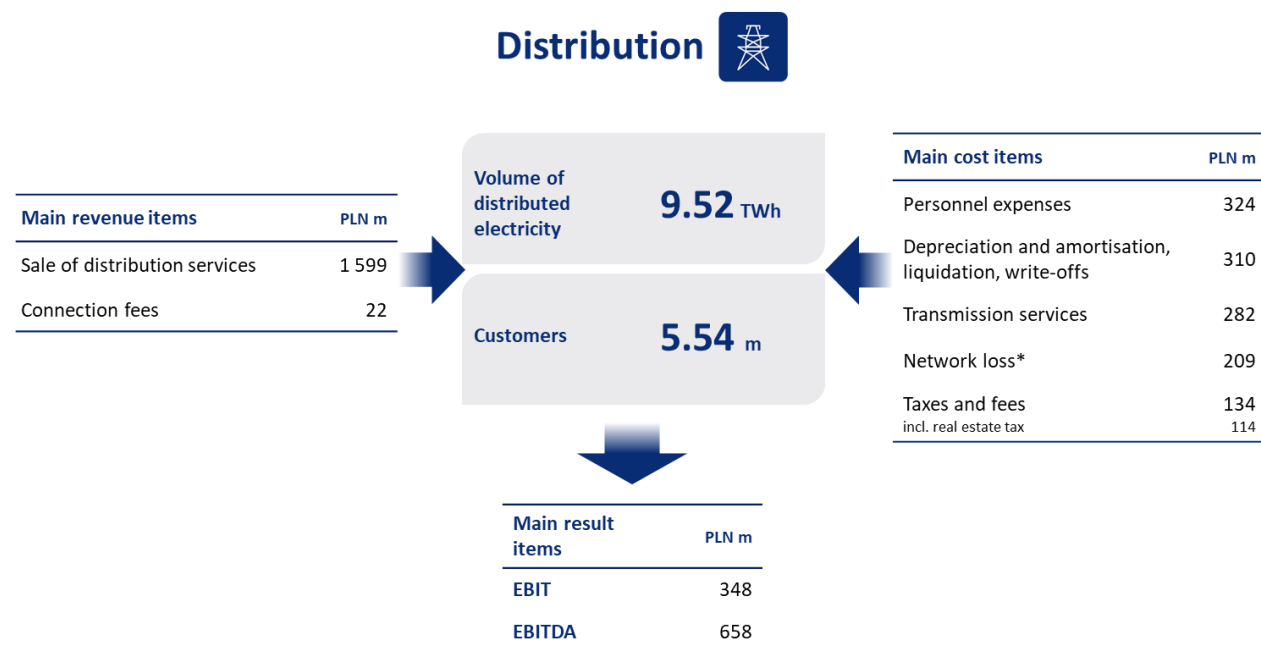 Distribution
Main revenue items PLN m
Sale of distribution services 1 599
Connection fees 22
Volume of
distributed
electricity
9.52 TWh
Customers 5.54 m
Main cost items PLN m
Personnel expenses 324
Depreciation and amortisation,
liquidation, write-offs
310
Transmission services 282
Network loss* 209
Taxes and fees 134
incl. real estate tax 114
Main result
items
PLN m
EBIT 348
EBITDA 658